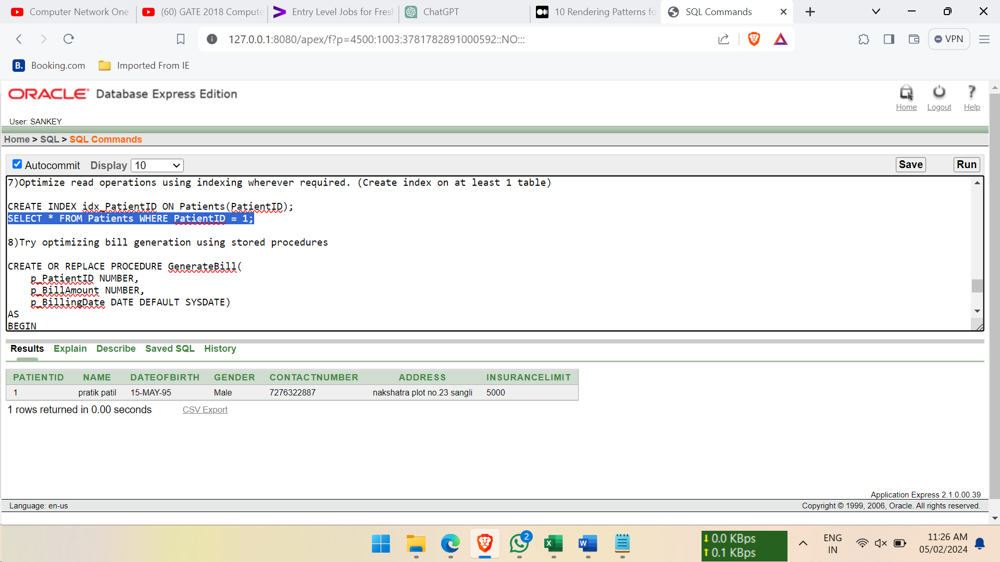 Computer Network One
(60) GATE 2018 Compute
Entry Level Jobs for Fresh
ChatGPT
10 Rendering Patterns fo
SQL Commands
127.0.0.1:8080/apex/f?p=4500:1003:3781782891000592::NO:::
VPN
B. Booking.com
Imported From IE
ORACLE Database Express Edition
Home Logout Help
User: SANKEY
Home > SQL > SQL Commands
Autocommit Display 10 Save Run
7)Optimize read operations using indexing wherever required. (Create index on at least 1 table)
CREATE INDEX idx_PatientID ON Patients(PatientID);
SELECT * FROM Patients WHERE PatientID = 1;
8)Try optimizing bill generation using stored procedures
CREATE OR REPLACE PROCEDURE GenerateBill(
p_PatientID NUMBER,
p_BillAmount NUMBER,
p_BillingDate DATE DEFAULT SYSDATE)
AS
BEGIN
Results Explain Describe Saved SQL History
PATIENTID NAME DATEOFBIRTH GENDER CONTACTNUMBER ADDRESS INSURANCELIMIT
1 pratik patil 15-MAY-95 Male 7276322887 nakshatra plot no.23 sangli 5000
1 rows returned in 0.00 seconds CSV Export
Application Express 2.1.0.00.39
Language: en-us Copyright © 1999, 2006, Oracle. All rights reserved.
2
0.0 KBps
0.1 KBps
ENG
IN
11:26 AM
05/02/2024